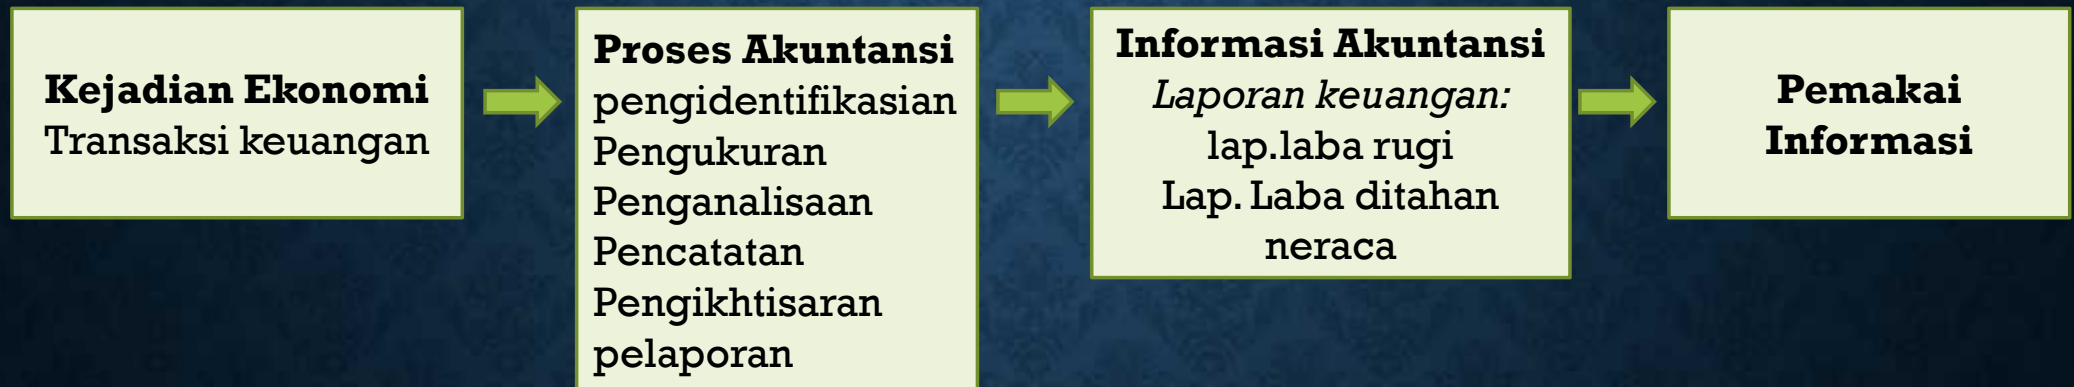 Kejadian Ekonomi
Transaksi keuangan
Proses Akuntansi
pengidentifikasian
Pengukuran
Penganalisaan
Pencatatan
Pengikhtisaran
pelaporan
Informasi Akuntansi
Laporan keuangan:
lap.laba rugi
Lap. Laba ditahan
neraca
Pemakai
Informasi